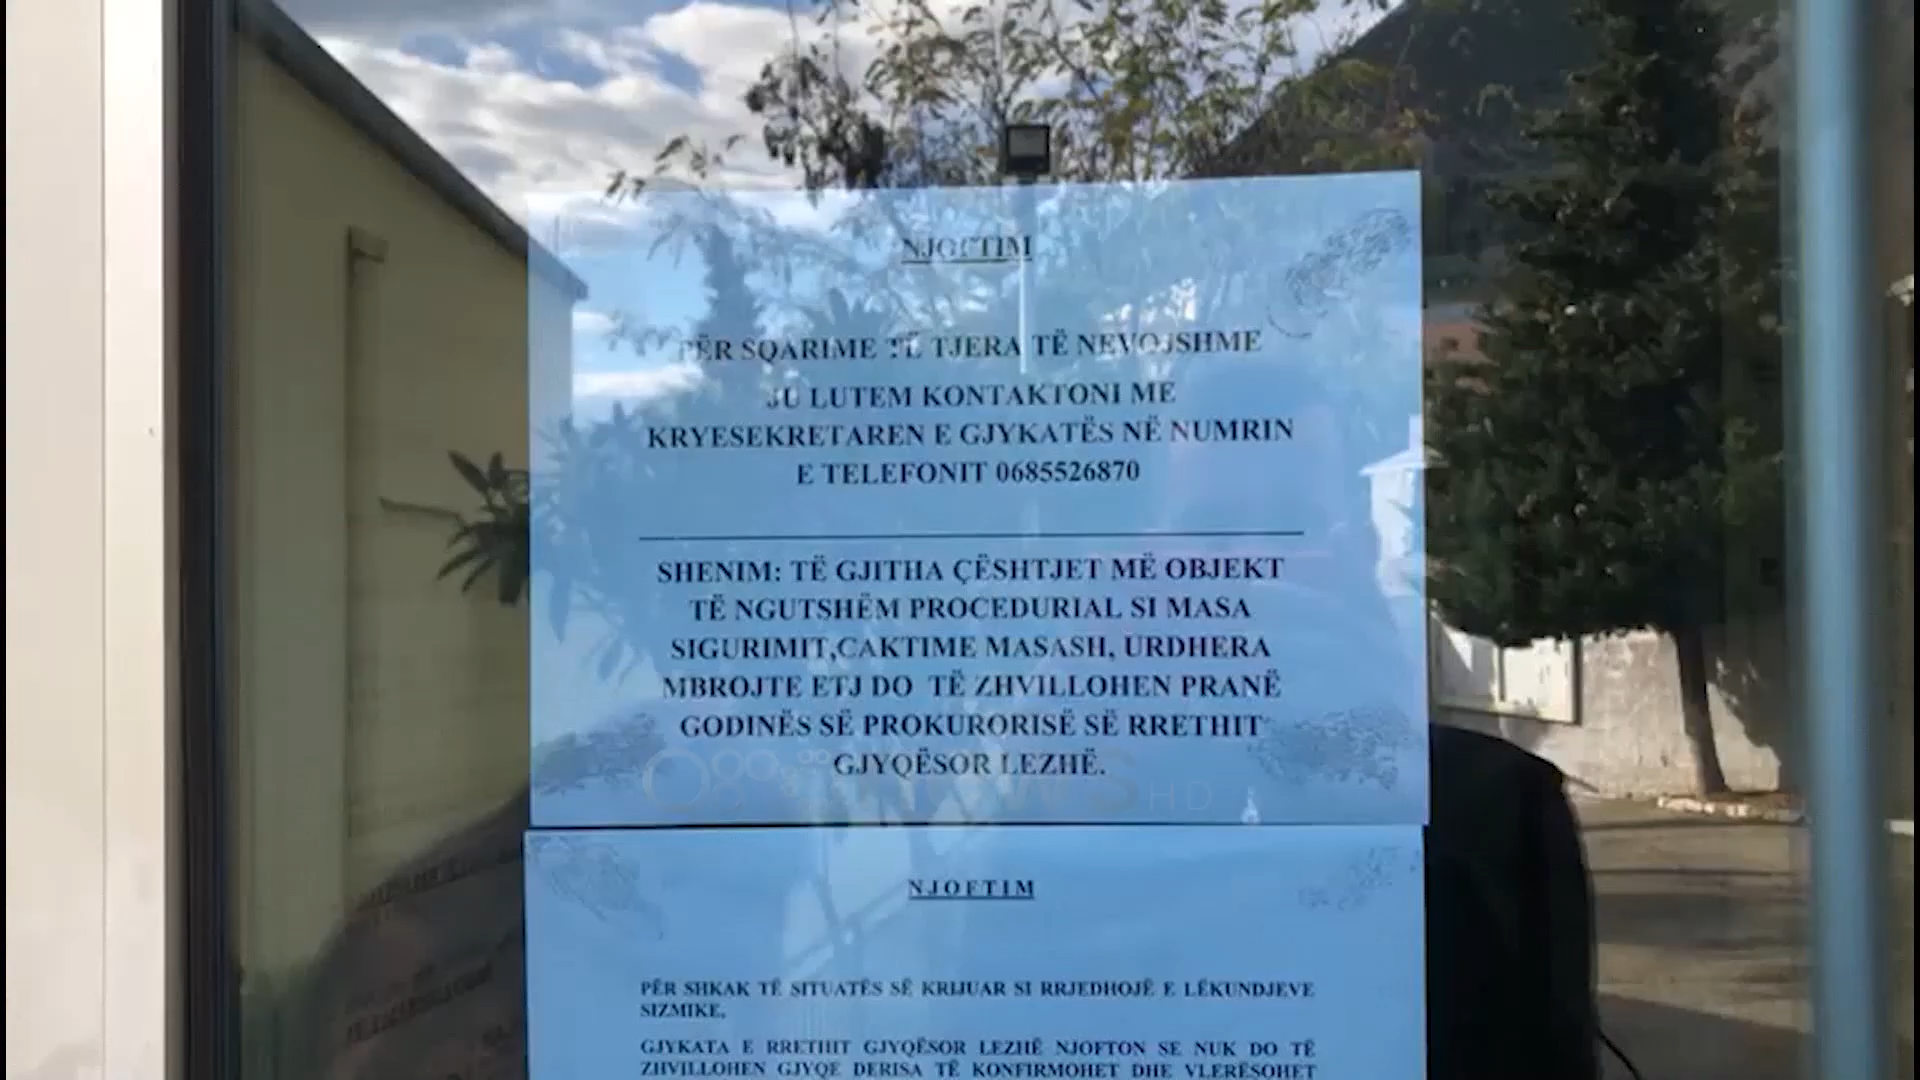 NJOFTIM
PËR SQARIME TË TJERA TË NEVOJSHME
JU LUTEM KONTAKTONI ME
KRYESEKRETAREN E GJYKATËS NË NUMRIN
E TELEFONIT 0685526870
SHENIM: TË GJITHA ÇËSHTJET MË OBJEKT
TË NGUTSHËM PROCEDURIAL SI MASA
SIGURIMIT,CAKTIME MASASH, URDHERA
MBROJTE ETJ DO TË ZHVILLOHEN PRANË
GODINËS SË PROKURORISË SË RRETHIT
GJYQËSOR LEZHË.
NEWS HD
NJOFTIM
PËR SHKAK TË SITUATËS SË KRIJUAR SI RRJEDHOJË E LËKUNDJEVE
SIZMIKE,
GJYKATA E RRETHIT GJYQËSOR LEZHË NJOFTON SE NUK DO TË
ZHVILLOHEN GJYQE DERISA TË KONFIRMOHET DHE VLERËSOHET